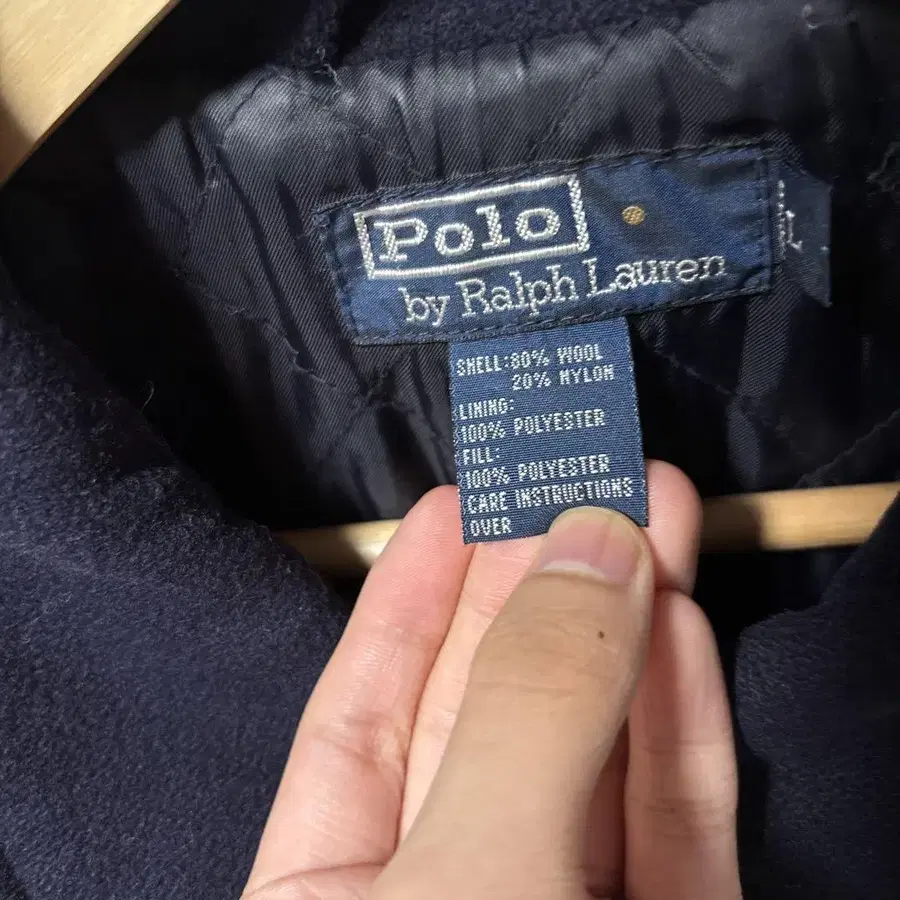 Polo
by Ralph Lauren
L
SHELL:80% WOOL
20% NYLON
LINING:
100% POLYESTER
FILL:
100% POLYESTER
CARE INSTRUCTIONS
OVER